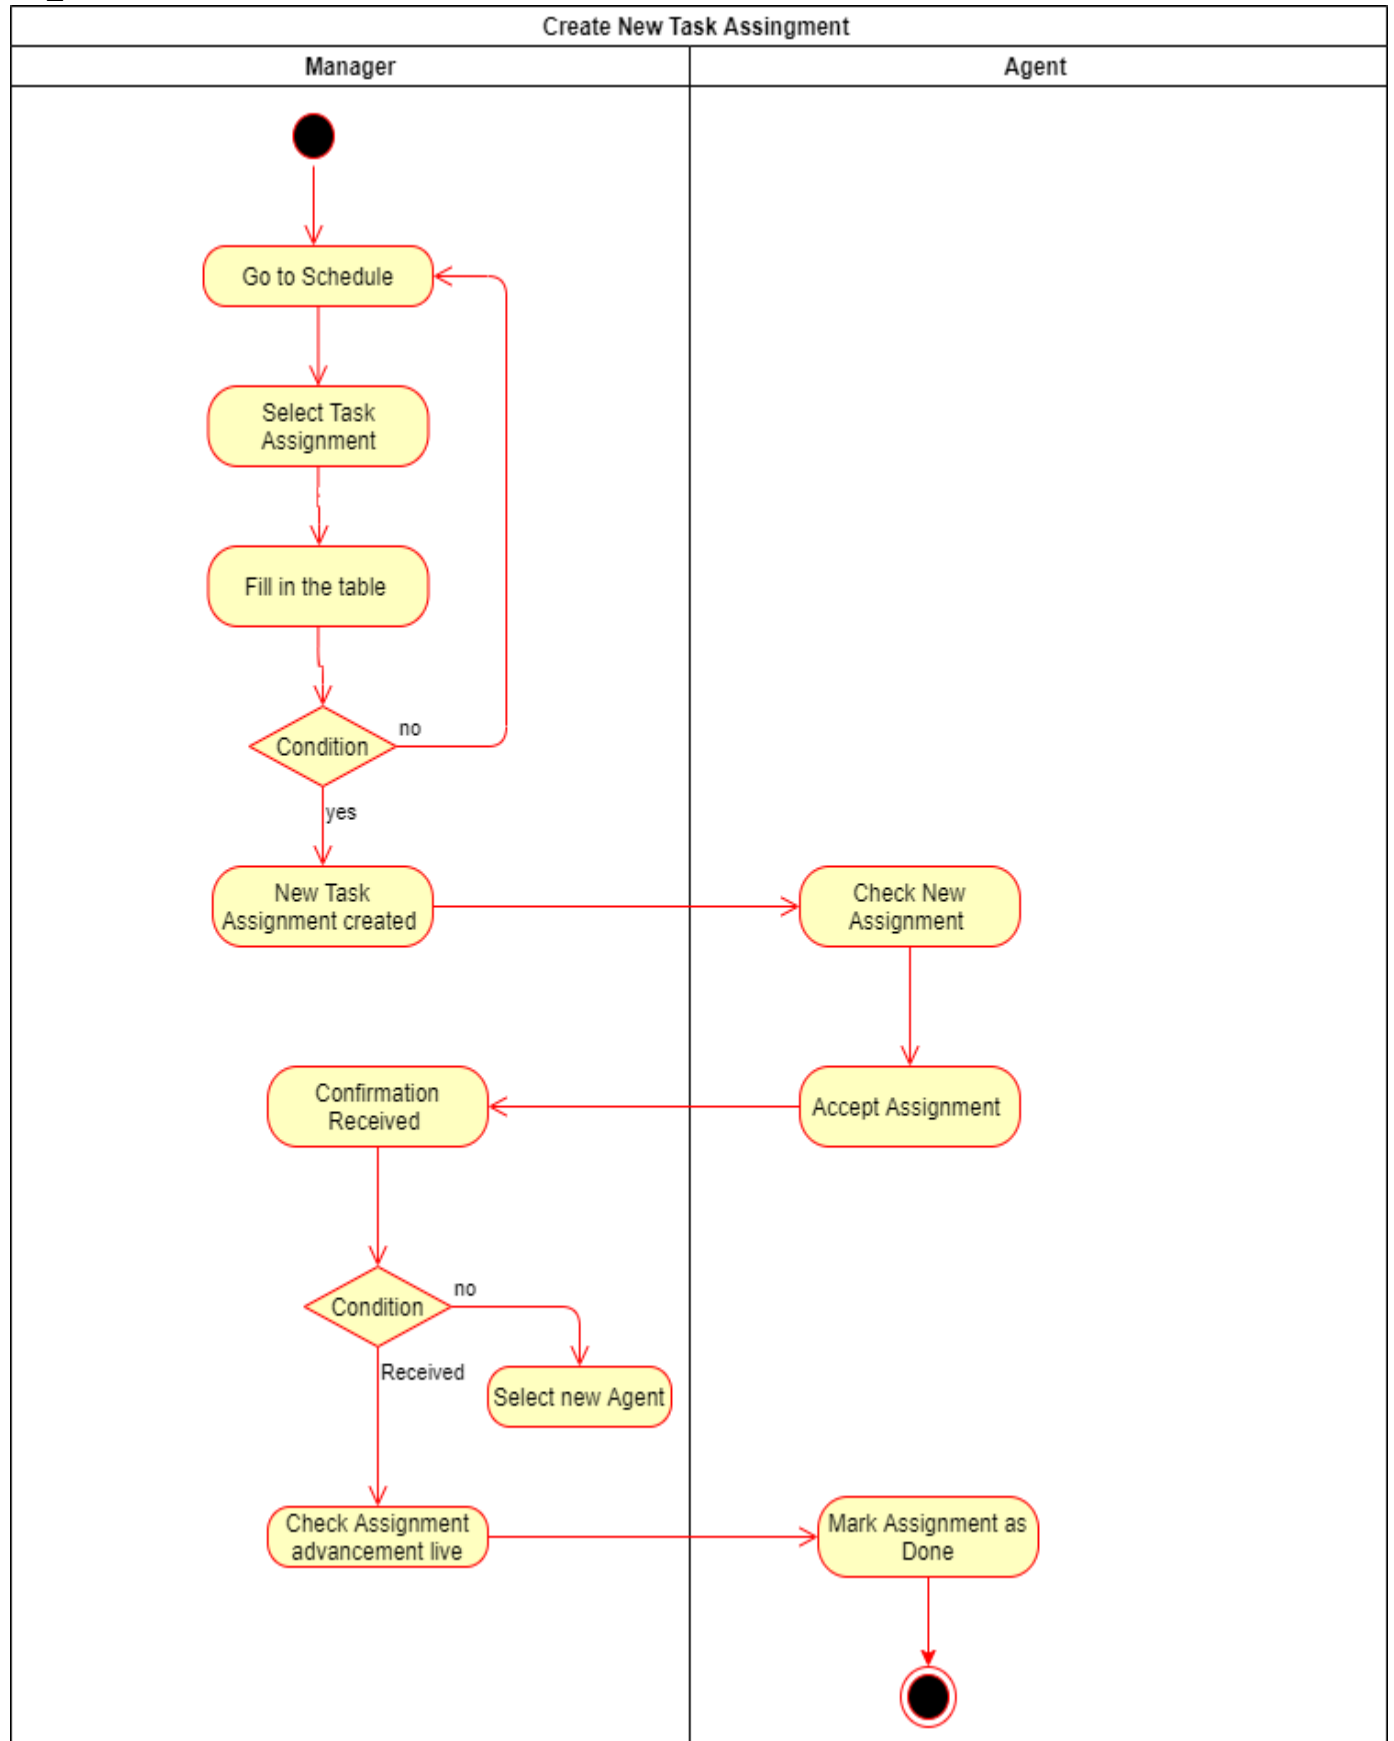 Create New Task Assingment
Manager
Agent
Go to Schedule
Select Task
Assignment
Fill in the table
Condition
no
yes
New Task
Assignment created
Check New
Assignment
Confirmation
Received
Accept Assignment
Condition
no
Received
Select new Agent
Check Assignment
advancement live
Mark Assignment as
Done